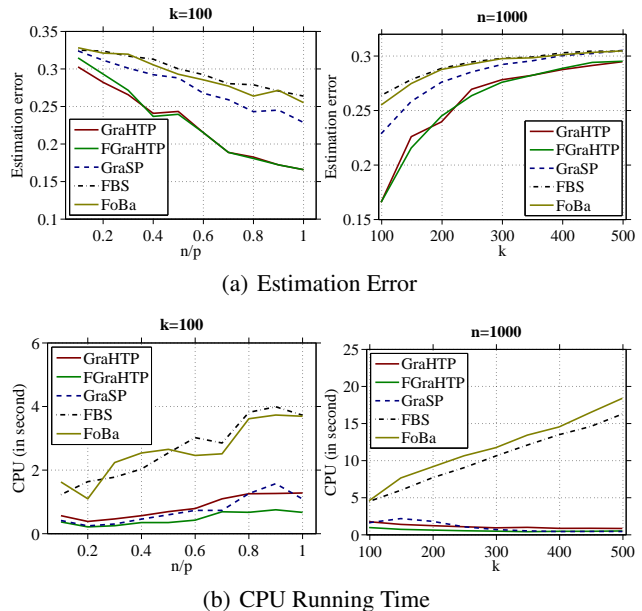 k=100
0.35
0.3
0.25
0.2
0.15
0.1
Estimation error
GraHTP
FGraHTP
GraSP
FBS
FoBa
0.2 0.4 0.6 0.8 1
n/p
n=1000
0.3
0.25
0.2
0.15
Estimation error
GraHTP
FGraHTP
GraSP
FBS
FoBa
100 200 300 400 500
k
(a) Estimation Error
k=100
6
4
2
0
CPU (in second)
GraHTP
FGraHTP
GraSP
FBS
FoBa
0.2 0.4 0.6 0.8 1
n/p
n=1000
25
20
15
10
5
0
CPU (in second)
GraHTP
FGraHTP
GraSP
FBS
FoBa
100 200 300 400 500
k
(b) CPU Running Time